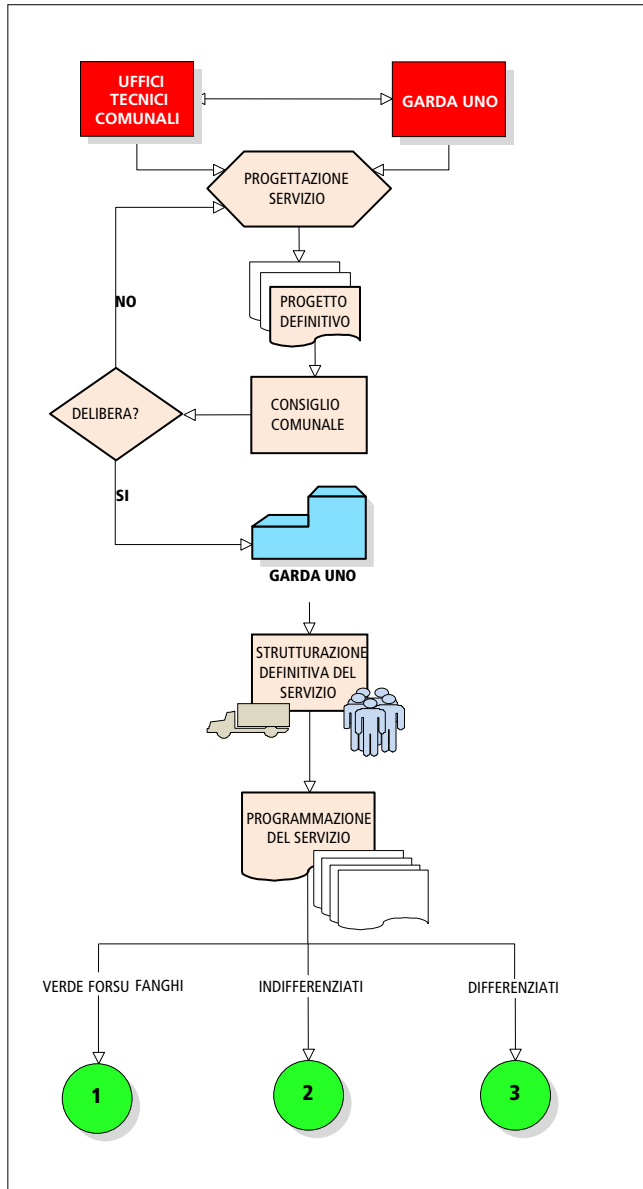 UFFICI
TECNICI
COMUNALI
GARDA UNO
PROGETTAZIONE
SERVIZIO
NO
PROGETTO
DEFINITIVO
DELIBERA?
CONSIGLIO
COMUNALE
SI
GARDA UNO
STRUTTURAZIONE
DEFINITIVA DEL
SERVIZIO
PROGRAMMAZIONE
DEL SERVIZIO
VERDE FORSU FANGHI
INDIFFERENZIATI
DIFFERENZIATI
1
2
3